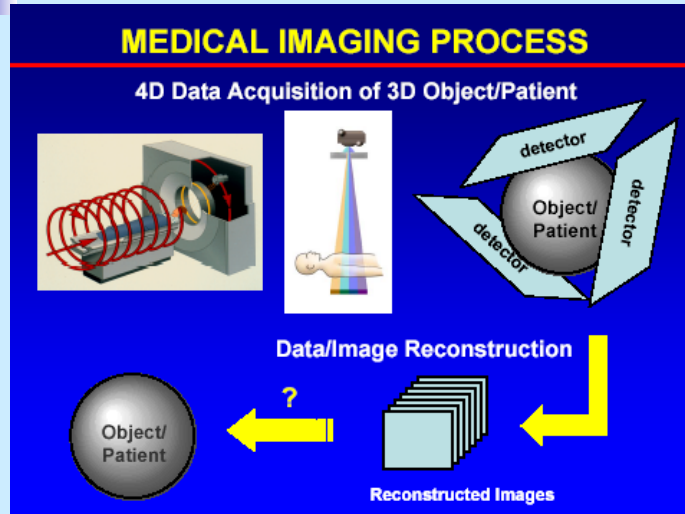 MEDICAL IMAGING PROCESS
4D Data Acquisition of 3D Object/Patient
detector
detector
detector
Object/
Patient
Data/Image Reconstruction
?
Object/
Patient
Reconstructed Images